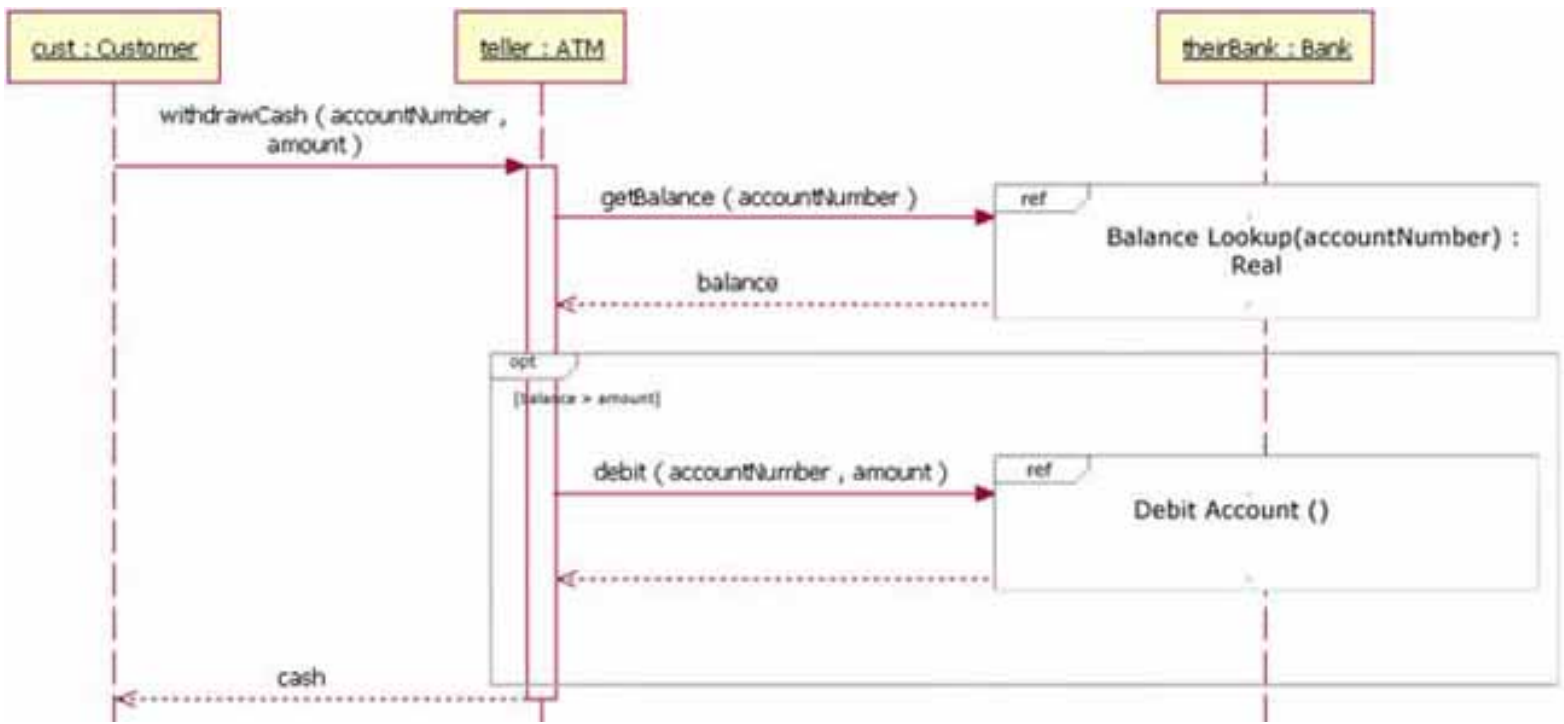 cust : Customer
teller : ATM
theirBank : Bank
withdrawCash ( accountNumber ,
amount )
getBalance ( accountNumber )
ref
Balance Lookup(accountNumber) :
Real
balance
opt
[balance > amount]
debit ( accountNumber , amount )
ref
Debit Account ()
cash